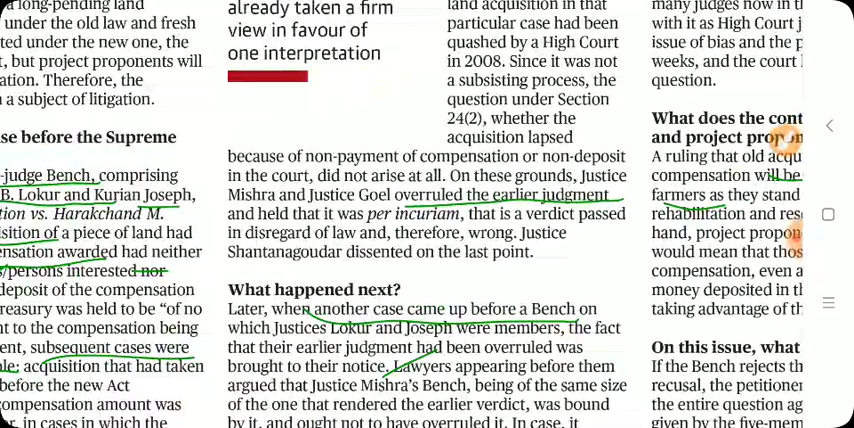 a long-pending land
under the old law and fresh
ted under the new one, the
t, but project proponents will
ation. Therefore, the
a subject of litigation.
se before the Supreme
-judge Bench, comprising
B. Lokur and Kurian Joseph,
tion vs. Harakchand M.
isition of a piece of land had
ensation awarded had neither
s/persons interested nor
deposit of the compensation
reasury was held to be “of no
nt to the compensation being
ent, subsequent cases were
ble: acquisition that had taken
before the new Act
compensation amount was
r, in cases in which the
already taken a firm
view in favour of
one interpretation
land acquisition in that
particular case had been
quashed by a High Court
in 2008. Since it was not
a subsisting process, the
question under Section
24(2), whether the
acquisition lapsed
because of non-payment of compensation or non-deposit
in the court, did not arise at all. On these grounds, Justice
Mishra and Justice Goel overruled the earlier judgment
and held that it was per incuriam, that is a verdict passed
in disregard of law and, therefore, wrong. Justice
Shantanagoudar dissented on the last point.
What happened next?
Later, when another case came up before a Bench on
which Justices Lokur and Joseph were members, the fact
that their earlier judgment had been overruled was
brought to their notice. Lawyers appearing before them
argued that Justice Mishra’s Bench, being of the same size
of the one that rendered the earlier verdict, was bound
by it, and ought not to have overruled it. In case, it
many judges now in th
with it as High Court j
issue of bias and the p
weeks, and the court
question.
What does the cont
and project propon
A ruling that old acqu
compensation will be
farmers as they stand
rehabilitation and res
hand, project propon
would mean that thos
compensation, even a
money deposited in th
taking advantage of th
On this issue, what
If the Bench rejects th
recusal, the petitioner
the entire question ag
given by the five-mem